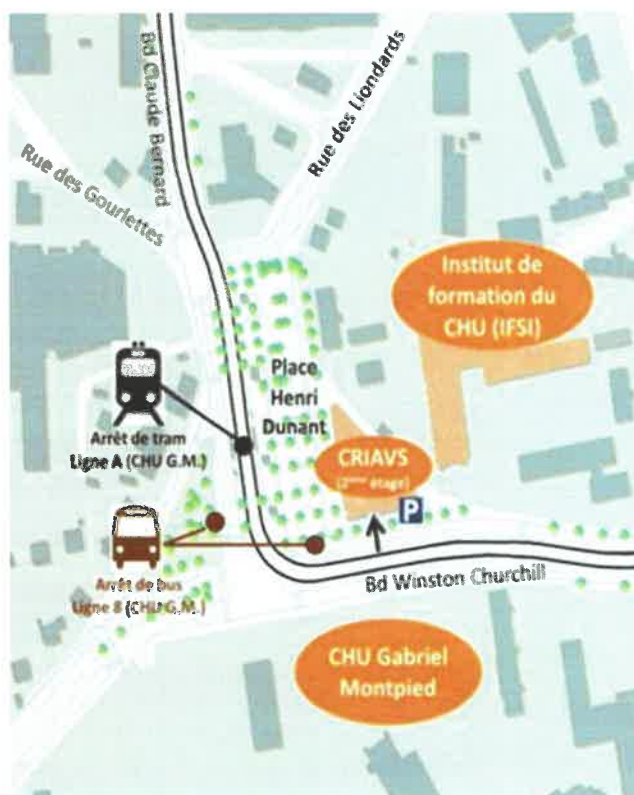 Bd Claude Bernard
Rue des Liondards
Rue des Gourlettes
Institut de
formation du
CHU (IFSI)
Place
Henri
Dunant
Arrêt de tram
Ligne A (CHU G.M.)
CRIAVS
(2ème étage)
P
Arrêt de bus
Ligne 8 (CHU G.M.)
Bd Winston Churchill
CHU Gabriel
Montpied